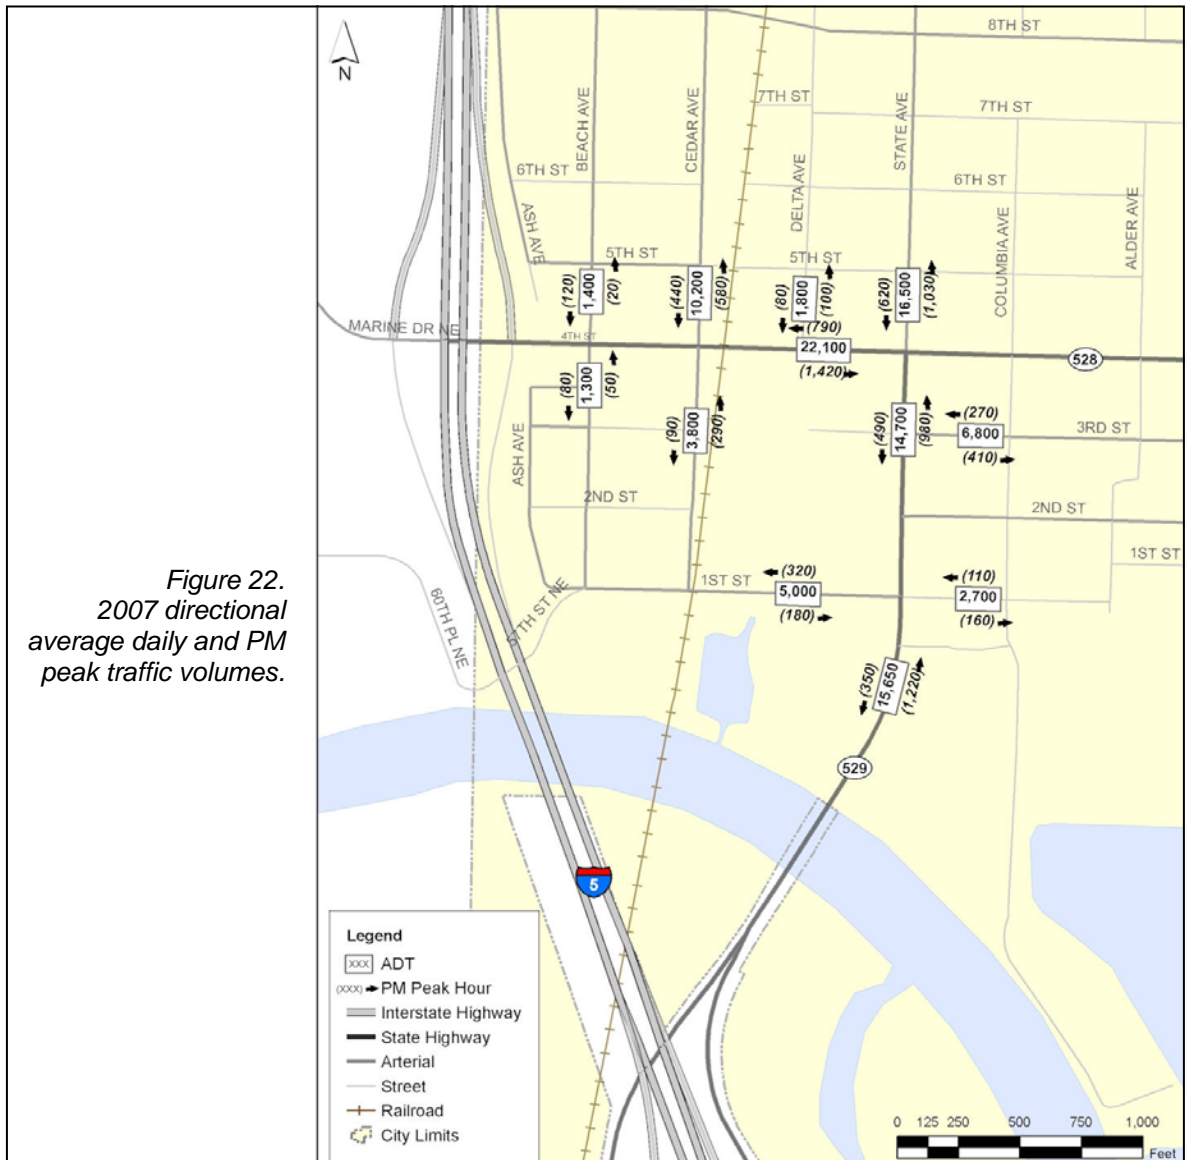 Figure 22.
2007 directional
average daily and PM
peak traffic volumes.
N
8TH ST
7TH ST
7TH ST
BEACH AVE
CEDAR AVE
STATE AVE
DELTA AVE
6TH ST
6TH ST
ASH AVE
COLUMBIA AVE
ALDER AVE
5TH ST
5TH ST
(120)
1,400
(20)
(440)
10,200
(580)
(80)
1,800
(100)
(620)
16,500
(1,030)
MARINE DR NE
4TH ST
(790)
22,100
(1,420)
528
(80)
1,300
(50)
(90)
3,800
(290)
(490)
14,700
(980)
(270)
6,800
(410)
3RD ST
ASH AVE
2ND ST
2ND ST
1ST ST
1ST ST
(320)
5,000
(180)
(110)
2,700
(160)
60TH PL NE
7TH ST NE
(350)
15,650
(1,220)
529
5
Legend
XXX ADT
(XXX) PM Peak Hour
Interstate Highway
State Highway
Arterial
Street
Railroad
City Limits
0 125 250 500 750 1,000
Feet